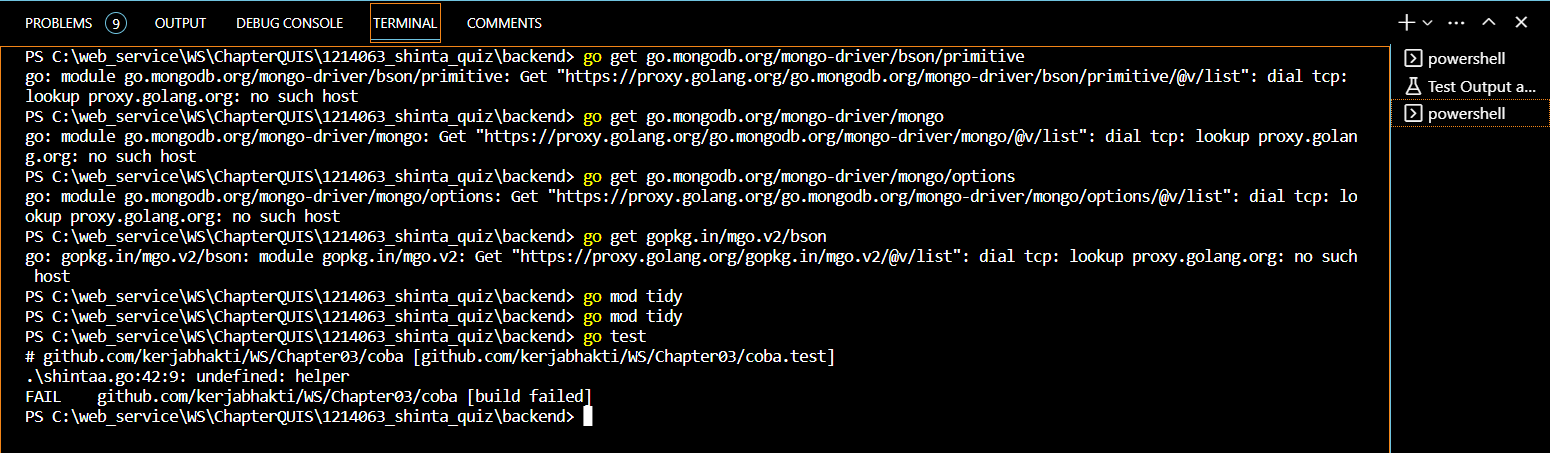 PROBLEMS 9 OUTPUT DEBUG CONSOLE TERMINAL COMMENTS
PS C:\web_service\WS\ChapterQUIS\1214063_shinta_quiz\backend> go get go.mongodb.org/mongo-driver/bson/primitive
go: module go.mongodb.org/mongo-driver/bson/primitive: Get "https://proxy.golang.org/go.mongodb.org/mongo-driver/bson/primitive/@v/list": dial tcp:
lookup proxy.golang.org: no such host
PS C:\web_service\WS\ChapterQUIS\1214063_shinta_quiz\backend> go get go.mongodb.org/mongo-driver/mongo
go: module go.mongodb.org/mongo-driver/mongo: Get "https://proxy.golang.org/go.mongodb.org/mongo-driver/mongo/@v/list": dial tcp: lookup proxy.golan
g.org: no such host
PS C:\web_service\WS\ChapterQUIS\1214063_shinta_quiz\backend> go get go.mongodb.org/mongo-driver/mongo/options
go: module go.mongodb.org/mongo-driver/mongo/options: Get "https://proxy.golang.org/go.mongodb.org/mongo-driver/mongo/options/@v/list": dial tcp: lo
okup proxy.golang.org: no such host
PS C:\web_service\WS\ChapterQUIS\1214063_shinta_quiz\backend> go get gopkg.in/mgo.v2/bson
go: gopkg.in/mgo.v2/bson: module gopkg.in/mgo.v2: Get "https://proxy.golang.org/gopkg.in/mgo.v2/@v/list": dial tcp: lookup proxy.golang.org: no such
 host
PS C:\web_service\WS\ChapterQUIS\1214063_shinta_quiz\backend> go mod tidy
PS C:\web_service\WS\ChapterQUIS\1214063_shinta_quiz\backend> go mod tidy
PS C:\web_service\WS\ChapterQUIS\1214063_shinta_quiz\backend> go test
# github.com/kerjabhakti/WS/Chapter03/coba [github.com/kerjabhakti/WS/Chapter03/coba.test]
.\shintaa.go:42:9: undefined: helper
FAIL    github.com/kerjabhakti/WS/Chapter03/coba [build failed]
PS C:\web_service\WS\ChapterQUIS\1214063_shinta_quiz\backend>
powershell
Test Output a...
powershell